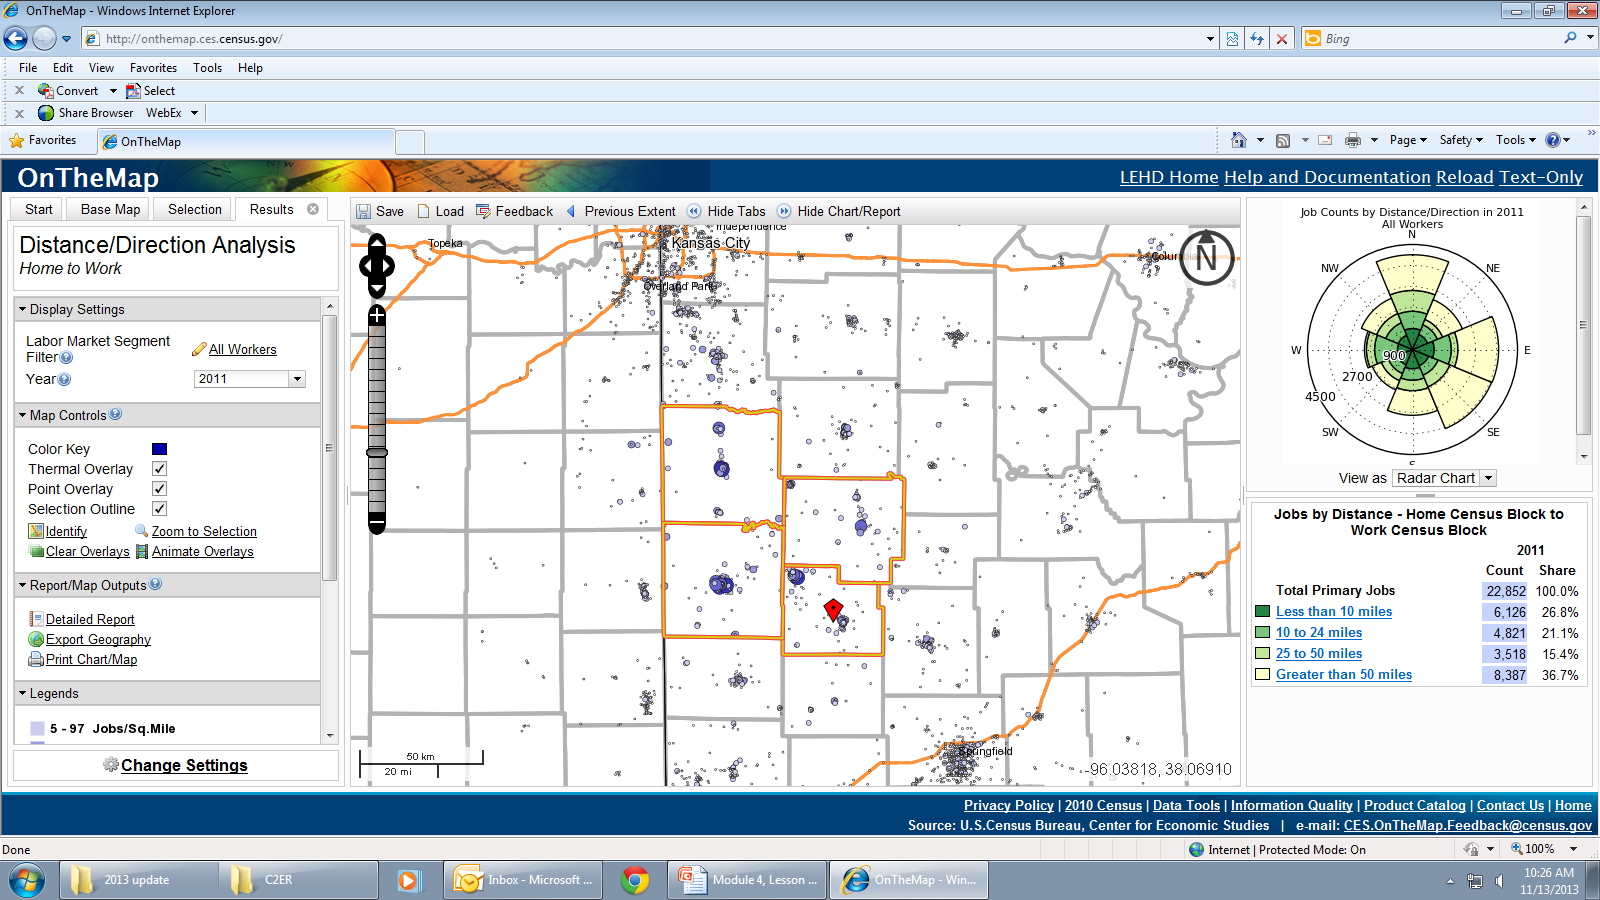 OnTheMap - Windows Internet Explorer
http://onthemap.ces.census.gov/
Bing
File Edit View Favorites Tools Help
x Convert Select
x Share Browser WebEx
Favorites OnTheMap
Page Safety Tools »
OnTheMap
LEHD Home Help and Documentation Reload Text-Only
Start Base Map Selection Results
Save Load Feedback Previous Extent Hide Tabs Hide Chart/Report
Distance/Direction Analysis
Home to Work
Display Settings
Labor Market Segment
Filter All Workers
Year 2011
Map Controls
Color Key
Thermal Overlay
Point Overlay
Selection Outline
Identify Zoom to Selection
Clear Overlays Animate Overlays
Report/Map Outputs
Detailed Report
Export Geography
Print Chart/Map
Legends
5 - 97 Jobs/Sq.Mile
Change Settings
Independence
Topeka Kansas City
Overland Park
N
Springfield
50 km
20 mi
-96.03818, 38.06910
Job Counts by Distance/Direction in 2011
All Workers
N
NW NE
W E
900
2700
4500
SW SE
S
View as Radar Chart
Jobs by Distance - Home Census Block to
Work Census Block
2011
Count Share
Total Primary Jobs 22,852 100.0%
Less than 10 miles 6,126 26.8%
10 to 24 miles 4,821 21.1%
25 to 50 miles 3,518 15.4%
Greater than 50 miles 8,387 36.7%
Privacy Policy | 2010 Census | Data Tools | Information Quality | Product Catalog | Contact Us | Home
Source: U.S.Census Bureau, Center for Economic Studies | e-mail: CES.OnTheMap.Feedback@census.gov
Done
Internet | Protected Mode: On
100%
2013 update C2ER Inbox - Microsoft ... Module 4, Lesson ... OnTheMap - Win...
10:26 AM
11/13/2013